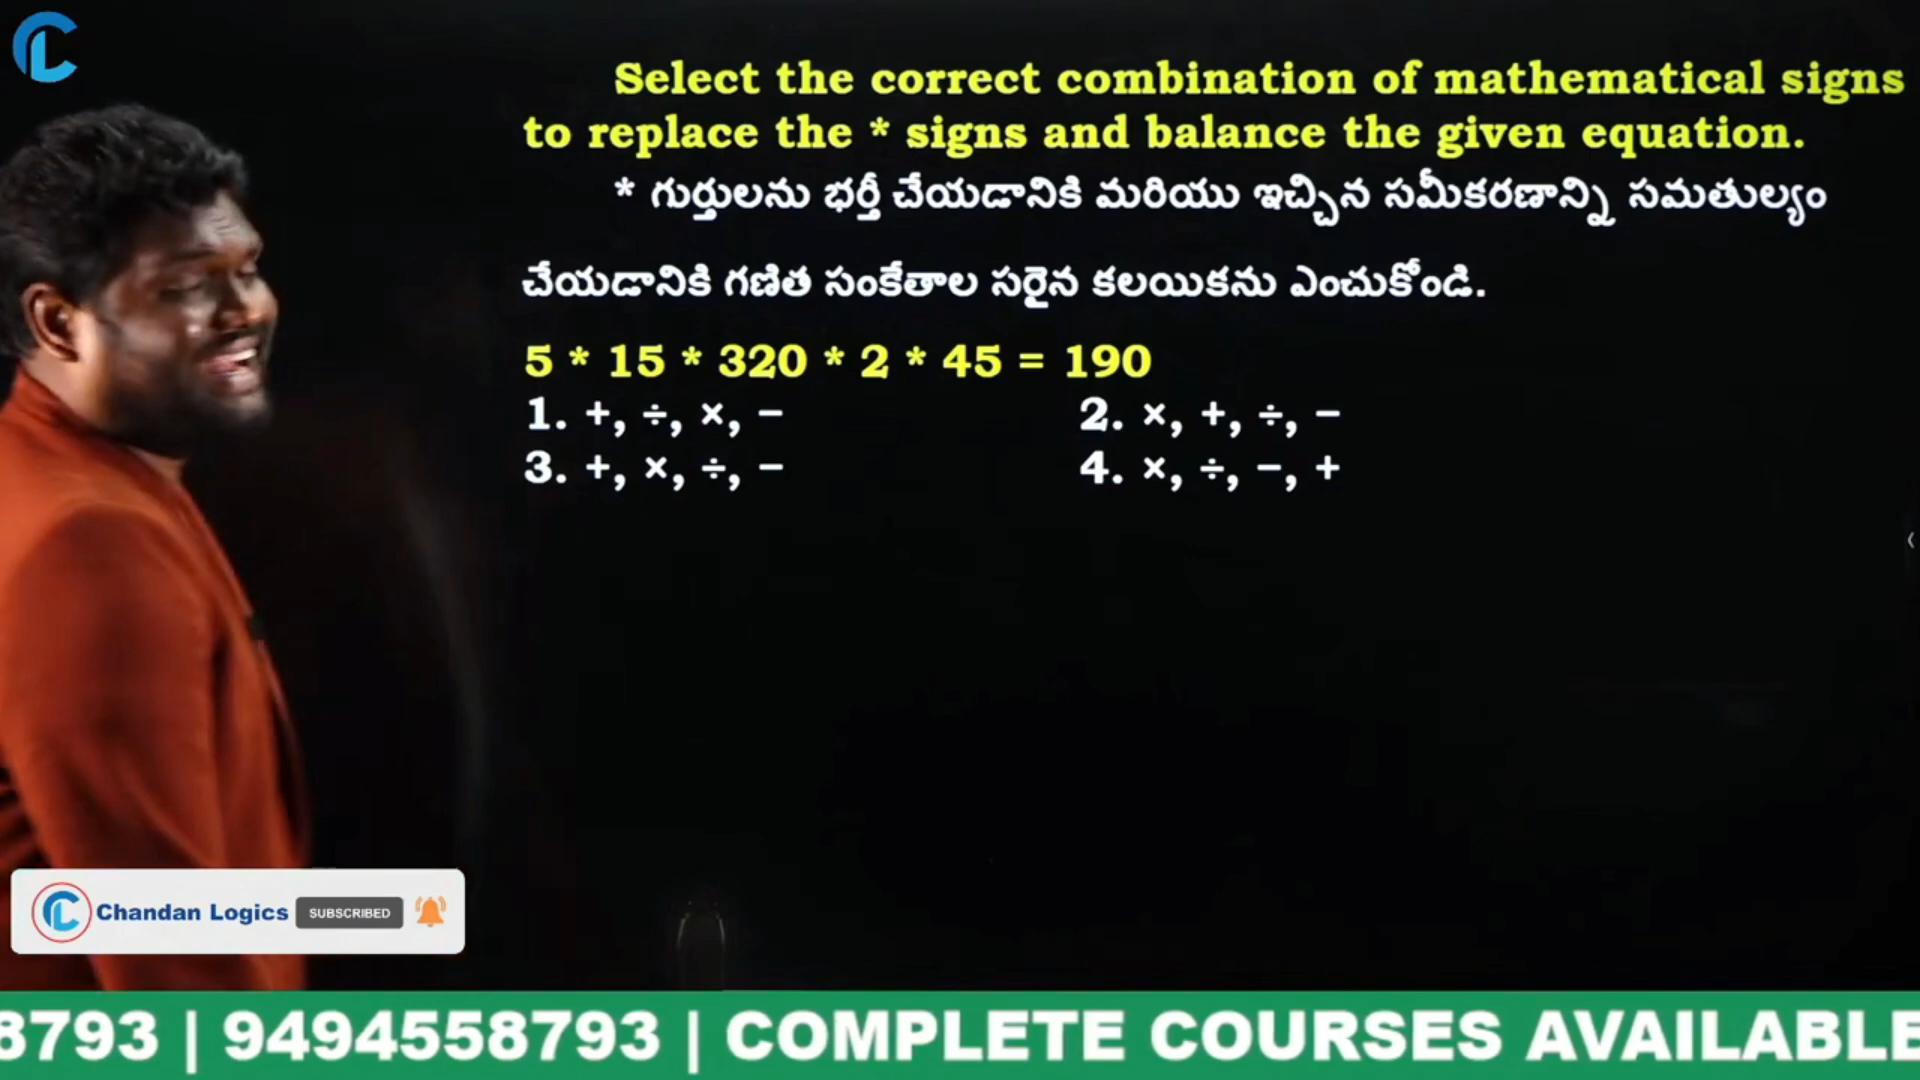 Select the correct combination of mathematical signs
to replace the * signs and balance the given equation.
* గుర్తులను భర్తీ చేయడానికి మరియు ఇచ్చిన సమీకరణాన్ని సమతుల్యం
చేయడానికి గణిత సంకేతాల సరైన కలయికను ఎంచుకోండి.
5 * 15 * 320 * 2 * 45 = 190
1. +, ÷, ×, − 2. ×, +, ÷, −
3. +, ×, ÷, − 4. ×, ÷, −, +
Chandan Logics SUBSCRIBED
8793 | 9494558793 | COMPLETE COURSES AVAILABLE